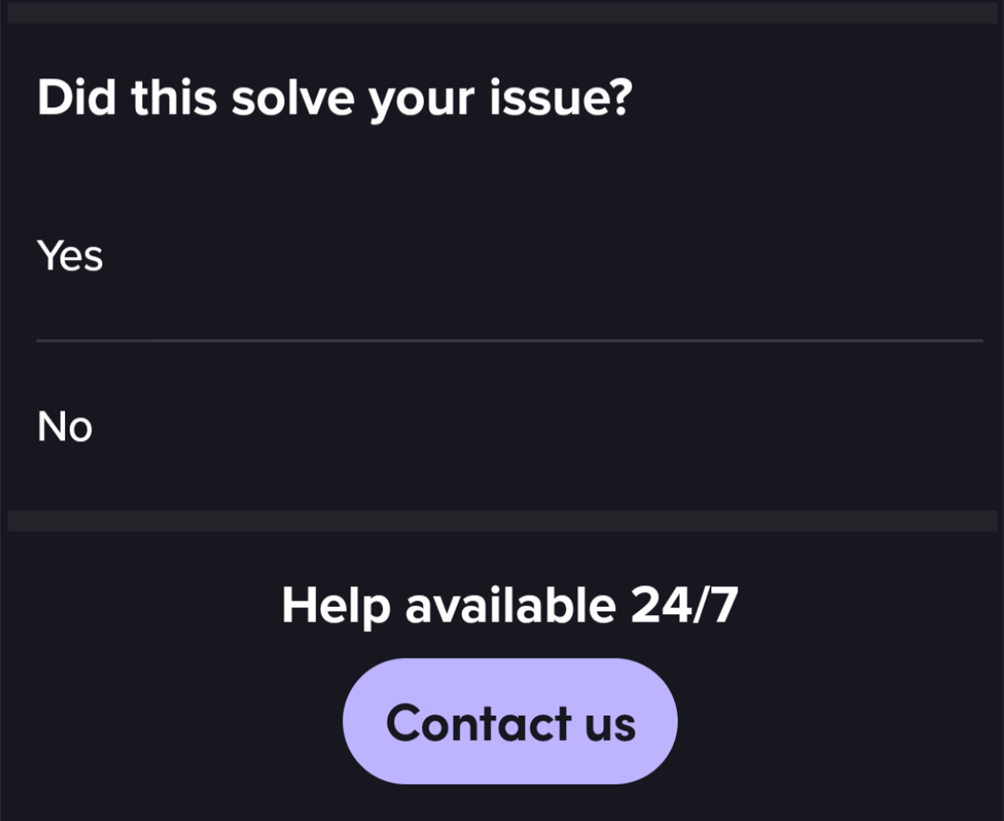 Did this solve your issue?
Yes
No
Help available 24/7
Contact us